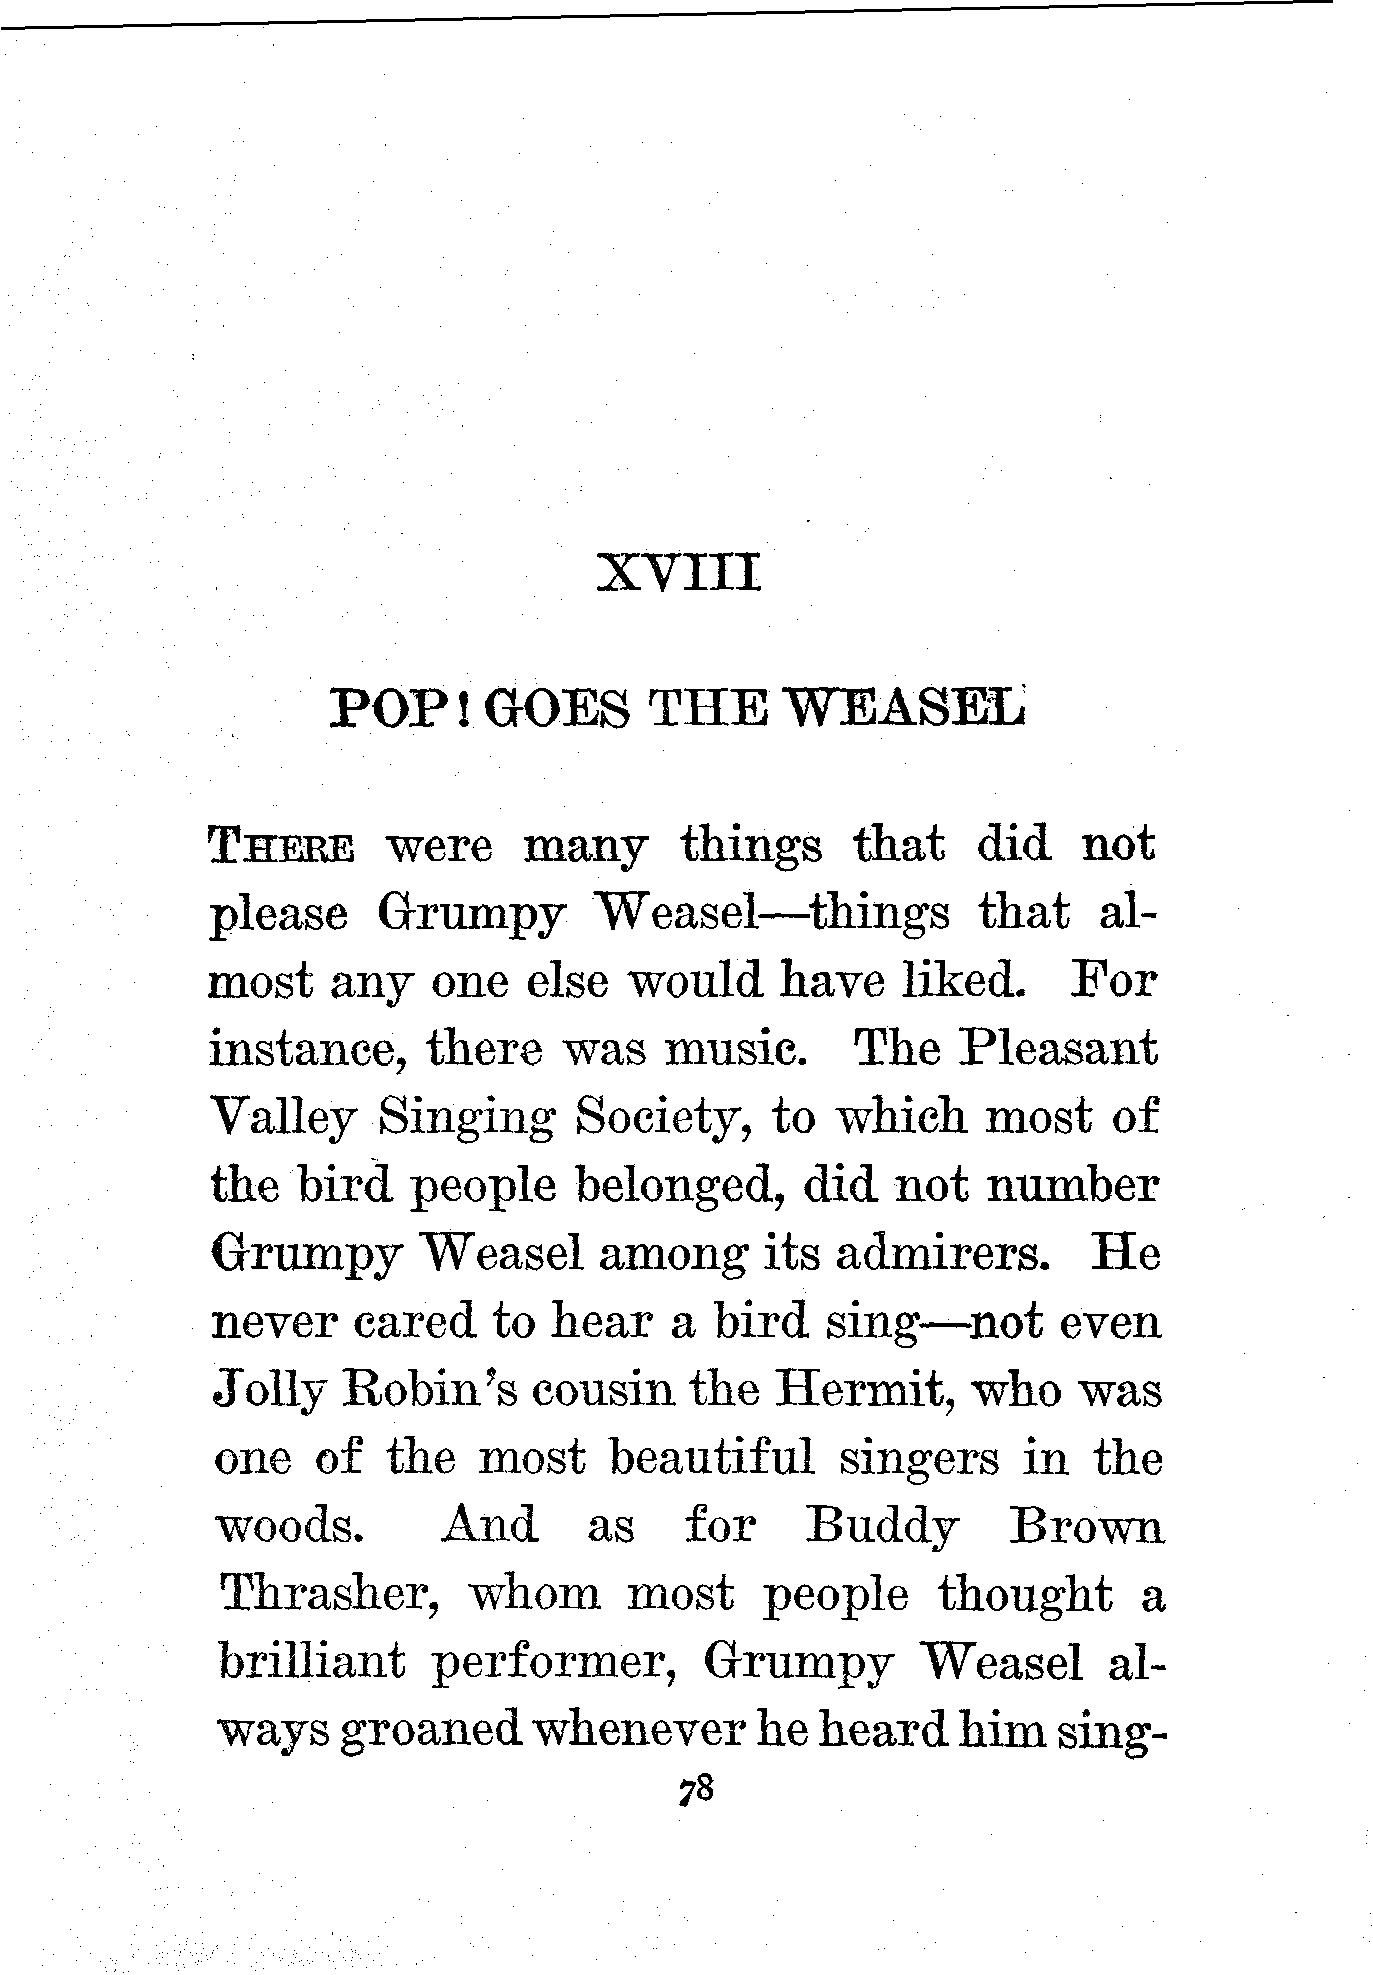 XVIII
POP! GOES THE WEASEL
THERE were many things that did not
please Grumpy Weasel—things that al-
most any one else would have liked. For
instance, there was music. The Pleasant
Valley Singing Society, to which most of
the bird people belonged, did not number
Grumpy Weasel among its admirers. He
never cared to hear a bird sing—not even
Jolly Robin's cousin the Hermit, who was
one of the most beautiful singers in the
woods. And as for Buddy Brown
Thrasher, whom most people thought a
brilliant performer, Grumpy Weasel al-
ways groaned whenever he heard him sing-
78